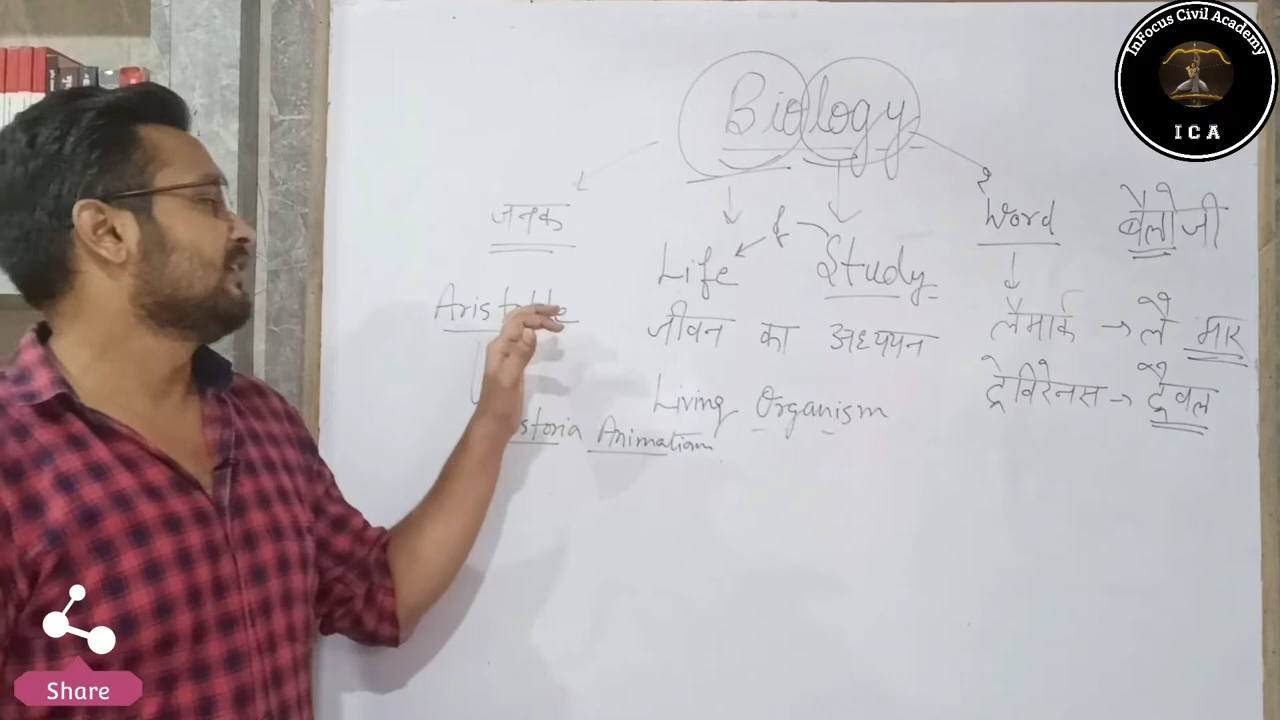 InFocus Civil Academy
ICA
Biology
जनक
&
Word
बैलोजी
Life
Study
Aristotle
जीवन का अध्ययन
लैमार्क → लै मार
Living Organism
ट्रेविरेनस → ट्रैवल
storia Animatiam
Share